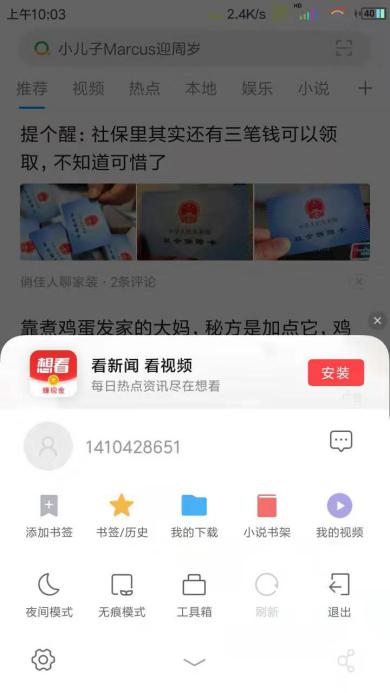 上午10:03
2.4K/s
HD
40
小儿子Marcus迎周岁
推荐 视频 热点 本地 娱乐 小说
提个醒：社保里其实还有三笔钱可以领
取，不知道可惜了
俏佳人聊家装·2条评论
靠煮鸡蛋发家的大妈，秘方是加点它，鸡
想看
赚现金
看新闻 看视频
每日热点资讯尽在想看
安装
1410428651
添加书签 书签/历史 我的下载 小说书架 我的视频
夜间模式 无痕模式 工具箱 刷新 退出